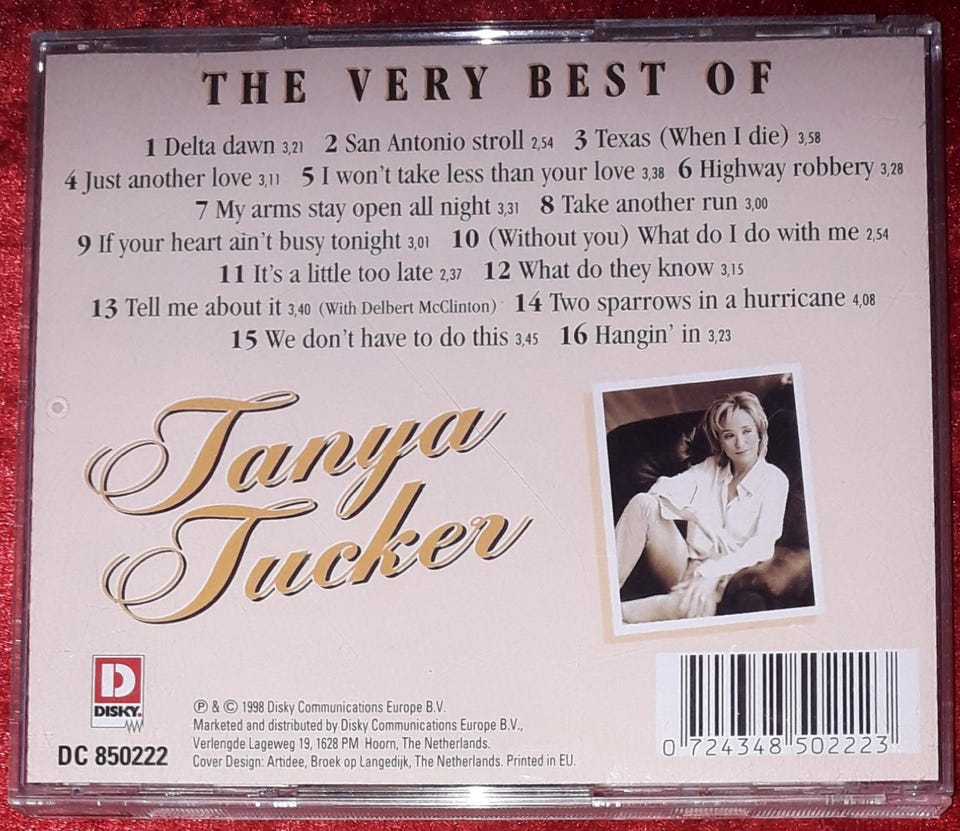 THE VERY BEST OF
1 Delta dawn 3,21 2 San Antonio stroll 2,54 3 Texas (When I die) 3,58
4 Just another love 3,11 5 I won't take less than your love 3,38 6 Highway robbery 3,28
7 My arms stay open all night 3,31 8 Take another run 3,00
9 If your heart ain't busy tonight 3,01 10 (Without you) What do I do with me 2,54
11 It's a little too late 2,37 12 What do they know 3,15
13 Tell me about it 3,40 (With Delbert McClinton) 14 Two sparrows in a hurricane 4,08
15 We don't have to do this 3,45 16 Hangin' in 3,23
Tanya
Tucker
D
DISKY.
DC 850222
℗ & © 1998 Disky Communications Europe B.V.
Marketed and distributed by Disky Communications Europe B.V.,
Verlengde Lageweg 19, 1628 PM Hoorn, The Netherlands.
Cover Design: Artidee, Broek op Langedijk, The Netherlands. Printed in EU.
0 724348 502223